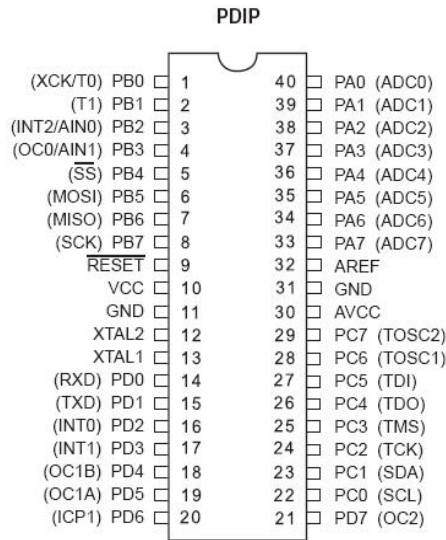 PDIP
(XCK/T0) PB0 1 40 PA0 (ADC0)
(T1) PB1 2 39 PA1 (ADC1)
(INT2/AIN0) PB2 3 38 PA2 (ADC2)
(OC0/AIN1) PB3 4 37 PA3 (ADC3)
(SS) PB4 5 36 PA4 (ADC4)
(MOSI) PB5 6 35 PA5 (ADC5)
(MISO) PB6 7 34 PA6 (ADC6)
(SCK) PB7 8 33 PA7 (ADC7)
RESET 9 32 AREF
VCC 10 31 GND
GND 11 30 AVCC
XTAL2 12 29 PC7 (TOSC2)
XTAL1 13 28 PC6 (TOSC1)
(RXD) PD0 14 27 PC5 (TDI)
(TXD) PD1 15 26 PC4 (TDO)
(INT0) PD2 16 25 PC3 (TMS)
(INT1) PD3 17 24 PC2 (TCK)
(OC1B) PD4 18 23 PC1 (SDA)
(OC1A) PD5 19 22 PC0 (SCL)
(ICP1) PD6 20 21 PD7 (OC2)